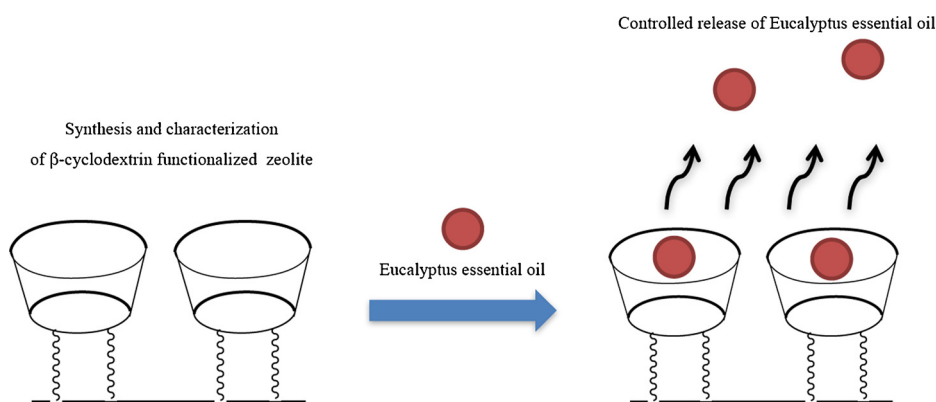 Synthesis and characterization
of β-cyclodextrin functionalized zeolite
Eucalyptus essential oil
Controlled release of Eucalyptus essential oil